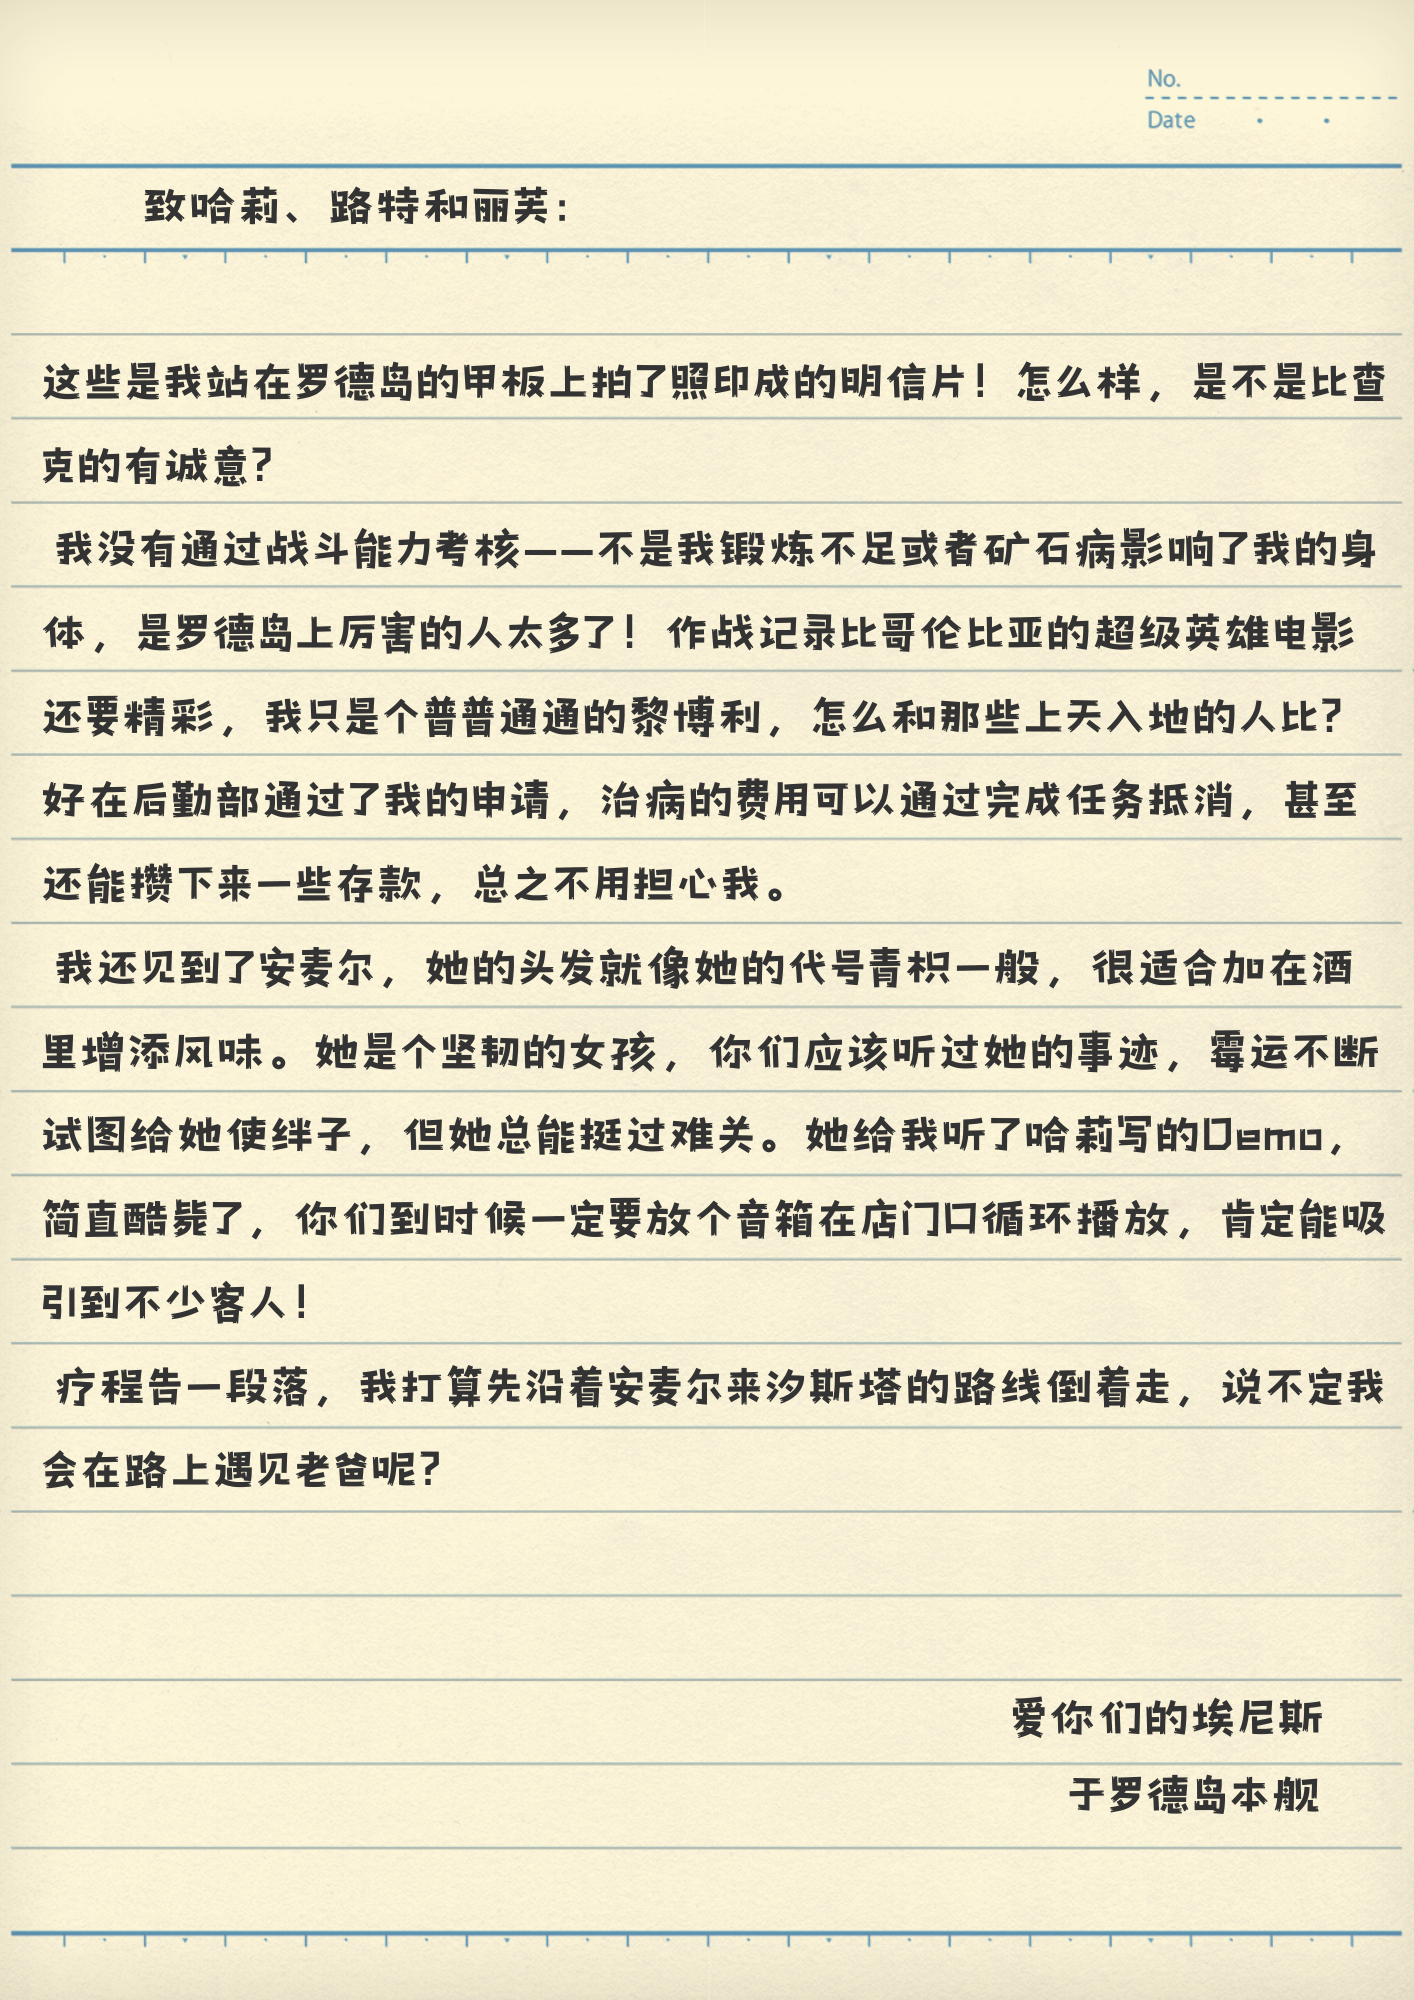 No.
Date
致哈莉、路特和丽芙:
这些是我站在罗德岛的甲板上拍了照印成的明信片！怎么样，是不是比查
克的有诚意？
我没有通过战斗能力考核——不是我锻炼不足或者矿石病影响了我的身
体，是罗德岛上厉害的人太多了！作战记录比哥伦比亚的超级英雄电影
还要精彩，我只是个普普通通的黎博利，怎么和那些上天入地的人比？
好在后勤部通过了我的申请，治病的费用可以通过完成任务抵消，甚至
还能攒下来一些存款，总之不用担心我。
我还见到了安麦尔，她的头发就像她的代号青枳一般，很适合加在酒
里增添风味。她是个坚韧的女孩，你们应该听过她的事迹，霉运不断
试图给她使绊子，但她总能挺过难关。她给我听了哈莉写的Demo，
简直酷毙了，你们到时候一定要放个音箱在店门口循环播放，肯定能吸
引到不少客人！
疗程告一段落，我打算先沿着安麦尔来汐斯塔的路线倒着走，说不定我
会在路上遇见老爸呢？
爱你们的埃尼斯
于罗德岛本舰